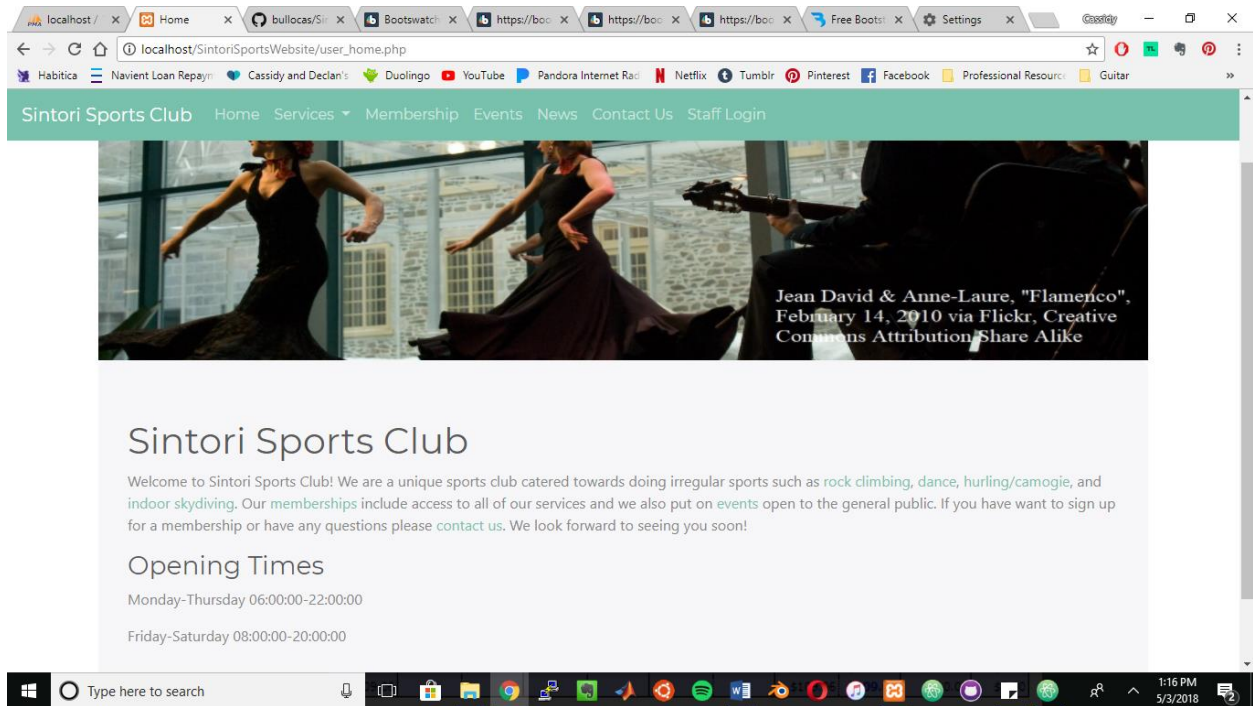 localhost /
Home
bullocas/Sir
Bootswatch
https://boo
https://boo
https://boo
Free Bootst
Settings
Cassidy
localhost/SintoriSportsWebsite/user_home.php
Habitica Navient Loan Repaym Cassidy and Declan's Duolingo YouTube Pandora Internet Rad Netflix Tumblr Pinterest Facebook Professional Resource Guitar »
Sintori Sports Club Home Services Membership Events News Contact Us Staff Login
Jean David & Anne-Laure, "Flamenco",
February 14, 2010 via Flickr, Creative
Commons Attribution Share Alike
Sintori Sports Club
Welcome to Sintori Sports Club! We are a unique sports club catered towards doing irregular sports such as rock climbing, dance, hurling/camogie, and
indoor skydiving. Our memberships include access to all of our services and we also put on events open to the general public. If you have want to sign up
for a membership or have any questions please contact us. We look forward to seeing you soon!
Opening Times
Monday-Thursday 06:00:00-22:00:00
Friday-Saturday 08:00:00-20:00:00
Type here to search
1:16 PM
5/3/2018